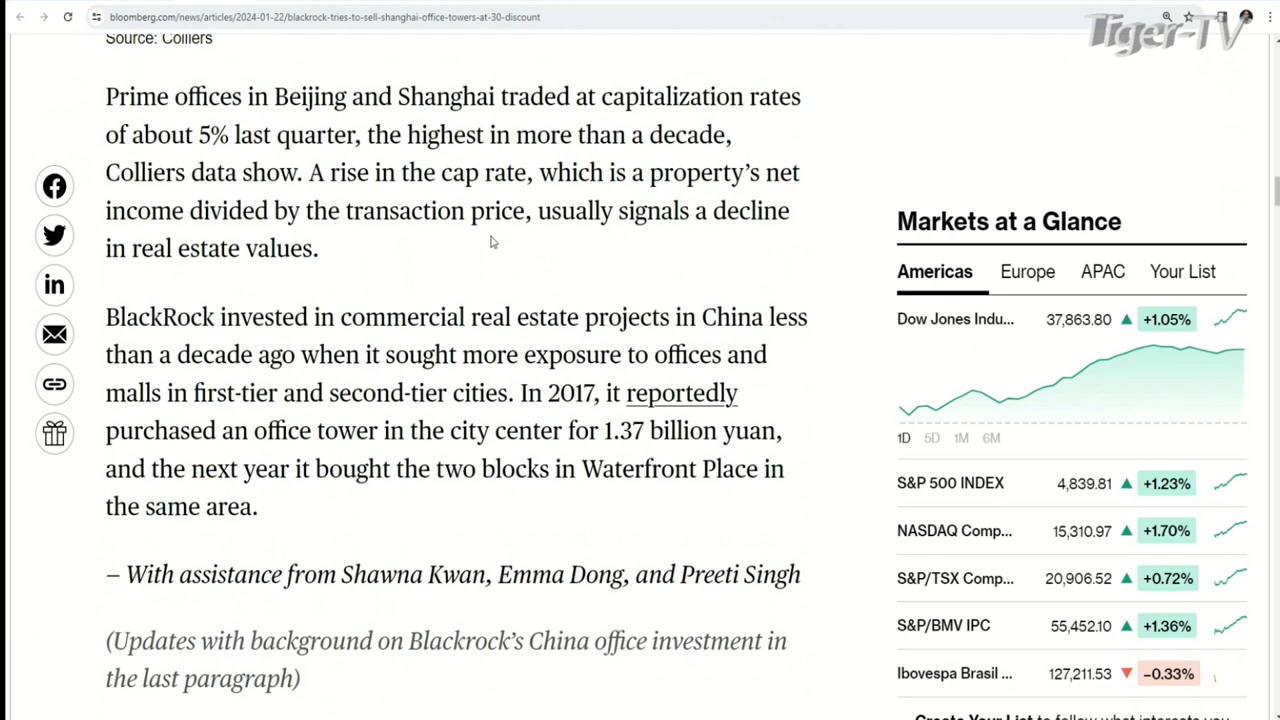 bloomberg.com/news/articles/2024-01-22/blackrock-tries-to-sell-shanghai-office-towers-at-30-discount
Tiger-TV
Source: Colliers
Prime offices in Beijing and Shanghai traded at capitalization rates
of about 5% last quarter, the highest in more than a decade,
Colliers data show. A rise in the cap rate, which is a property's net
income divided by the transaction price, usually signals a decline
in real estate values.
BlackRock invested in commercial real estate projects in China less
than a decade ago when it sought more exposure to offices and
malls in first-tier and second-tier cities. In 2017, it reportedly
purchased an office tower in the city center for 1.37 billion yuan,
and the next year it bought the two blocks in Waterfront Place in
the same area.
– With assistance from Shawna Kwan, Emma Dong, and Preeti Singh
(Updates with background on Blackrock's China office investment in
the last paragraph)
Markets at a Glance
Americas Europe APAC Your List
Dow Jones Indu... 37,863.80 +1.05%
1D 5D 1M 6M
S&P 500 INDEX 4,839.81 +1.23%
NASDAQ Comp... 15,310.97 +1.70%
S&P/TSX Comp... 20,906.52 +0.72%
S&P/BMV IPC 55,452.10 +1.36%
Ibovespa Brasil ... 127,211.53 −0.33%
Create Your List to follow what interests you